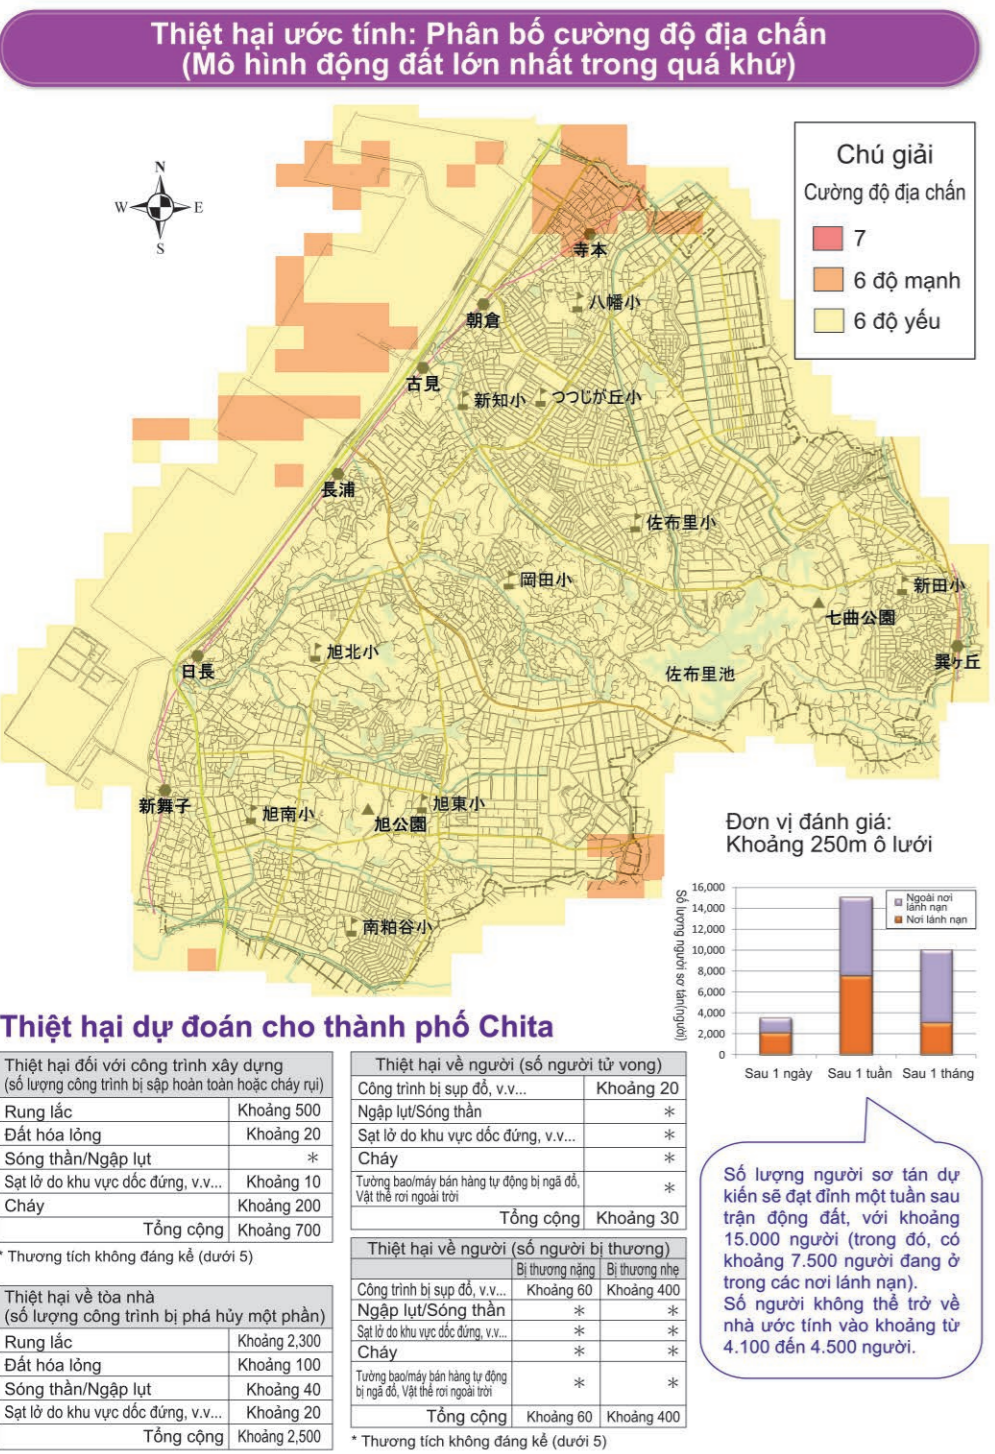 Thiệt hại ước tính: Phân bố cường độ địa chấn
(Mô hình động đất lớn nhất trong quá khứ)
N
W
E
S
Chú giải
Cường độ địa chấn
7
6 độ mạnh
6 độ yếu
寺本
八幡小
朝倉
古見
新知小
つつじが丘小
長浦
佐布里小
岡田小
新田小
七曲公園
旭北小
日長
佐布里池
巽ヶ丘
新舞子
旭南小
旭公園
旭東小
南粕谷小
Đơn vị đánh giá:
Khoảng 250m ô lưới
Số lượng người sơ tán(người)
16,000
14,000
12,000
10,000
8,000
6,000
4,000
2,000
0
Ngoài nơi
lánh nạn
Nơi lánh nạn
Sau 1 ngày Sau 1 tuần Sau 1 tháng
Số lượng người sơ tán dự
kiến sẽ đạt đỉnh một tuần sau
trận động đất, với khoảng
15.000 người (trong đó, có
khoảng 7.500 người đang ở
trong các nơi lánh nạn).
Số người không thể trở về
nhà ước tính vào khoảng từ
4.100 đến 4.500 người.
Thiệt hại dự đoán cho thành phố Chita
Thiệt hại đối với công trình xây dựng
(số lượng công trình bị sập hoàn toàn hoặc cháy rụi)
Rung lắc Khoảng 500
Đất hóa lỏng Khoảng 20
Sóng thần/Ngập lụt *
Sạt lở do khu vực dốc đứng, v.v... Khoảng 10
Cháy Khoảng 200
Tổng cộng Khoảng 700
* Thương tích không đáng kể (dưới 5)
Thiệt hại về tòa nhà
(số lượng công trình bị phá hủy một phần)
Rung lắc Khoảng 2,300
Đất hóa lỏng Khoảng 100
Sóng thần/Ngập lụt Khoảng 40
Sạt lở do khu vực dốc đứng, v.v... Khoảng 20
Tổng cộng Khoảng 2,500
Thiệt hại về người (số người tử vong)
Công trình bị sụp đổ, v.v... Khoảng 20
Ngập lụt/Sóng thần *
Sạt lở do khu vực dốc đứng, v.v... *
Cháy *
Tường bao/máy bán hàng tự động bị ngã đổ,
Vật thể rơi ngoài trời *
Tổng cộng Khoảng 30
Thiệt hại về người (số người bị thương)
Bị thương nặng Bị thương nhẹ
Công trình bị sụp đổ, v.v... Khoảng 60 Khoảng 400
Ngập lụt/Sóng thần * *
Sạt lở do khu vực dốc đứng, v.v... * *
Cháy * *
Tường bao/máy bán hàng tự động
bị ngã đổ, Vật thể rơi ngoài trời * *
Tổng cộng Khoảng 60 Khoảng 400
* Thương tích không đáng kể (dưới 5)